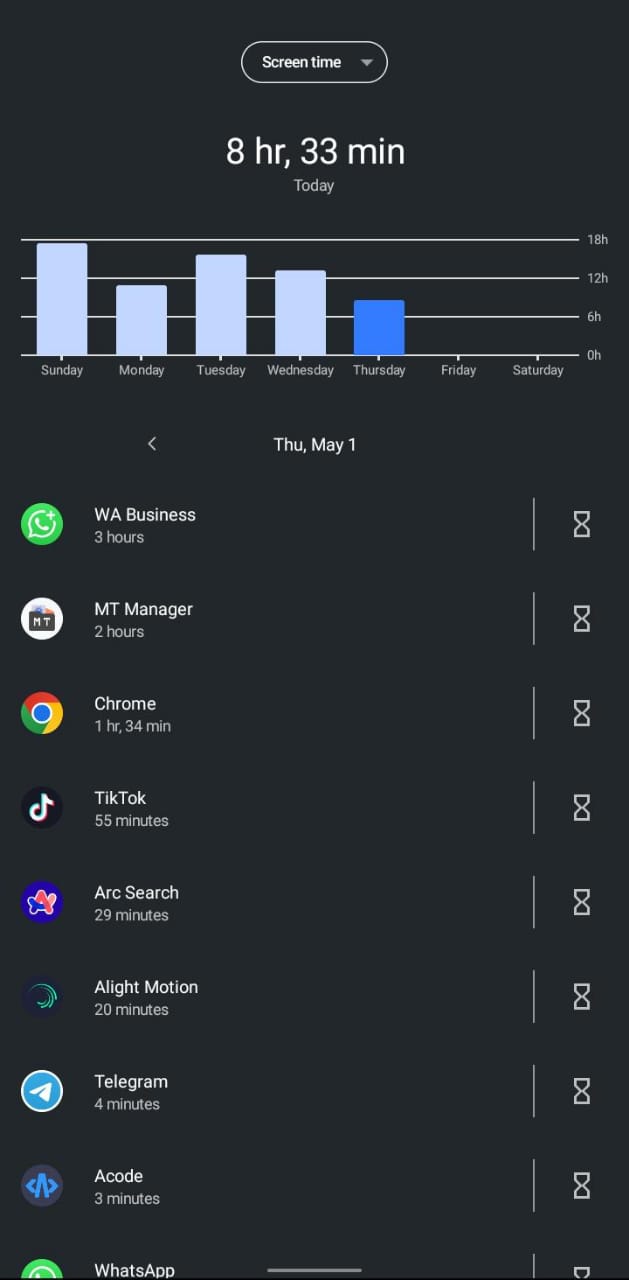 Screen time
8 hr, 33 min
Today
18h
12h
6h
0h
Sunday Monday Tuesday Wednesday Thursday Friday Saturday
Thu, May 1
WA Business
3 hours
MT Manager
2 hours
MT
Chrome
1 hr, 34 min
TikTok
55 minutes
Arc Search
29 minutes
Alight Motion
20 minutes
Telegram
4 minutes
Acode
3 minutes
WhatsApp